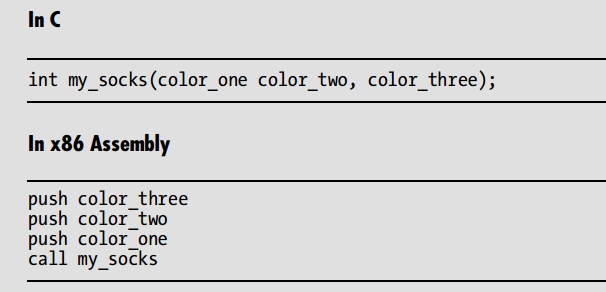 In C
int my_socks(color_one color_two, color_three);
In x86 Assembly
push color_three
push color_two
push color_one
call my_socks